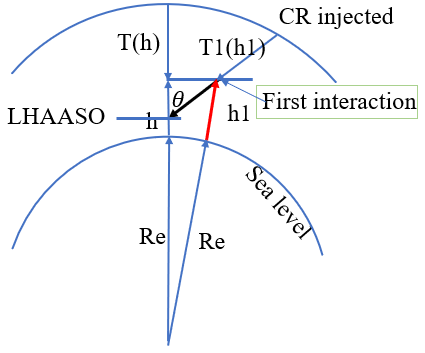 CR injected
T(h)
T1(h1)
θ
First interaction
LHAASO
h
h1
Sea level
Re
Re